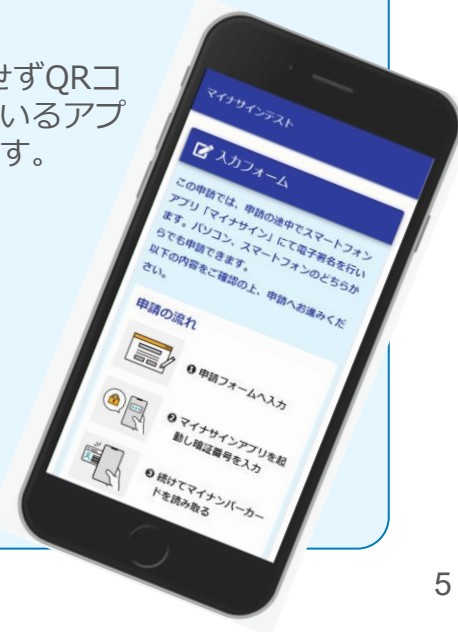 せずQRコ
いるアプ
す。
マイナサインテスト
入力フォーム
この申請では、申請の途中でスマートフォン
アプリ「マイナサイン」にて電子署名を行い
ます。パソコン、スマートフォンのどちらか
らでも申請できます。
以下の内容をご確認の上、申請へお進みくだ
さい。
申請の流れ
❶ 申請フォームへ入力
❷ マイナサインアプリを起
動し暗証番号を入力
❸ 続けてマイナンバーカー
ドを読み取る
5